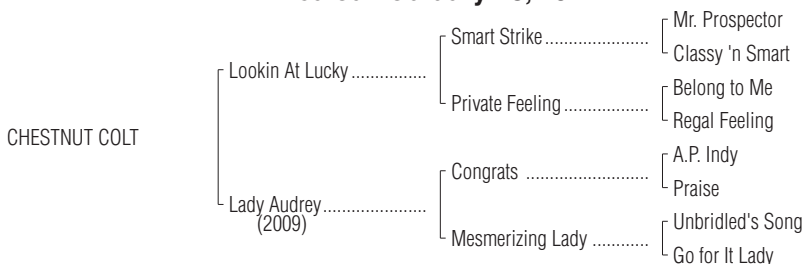 Smart Strike
Mr. Prospector
Classy 'n Smart
Lookin At Lucky
Private Feeling
Belong to Me
Regal Feeling
CHESTNUT COLT
Congrats
A.P. Indy
Praise
Lady Audrey
(2009)
Mesmerizing Lady
Unbridled's Song
Go for It Lady